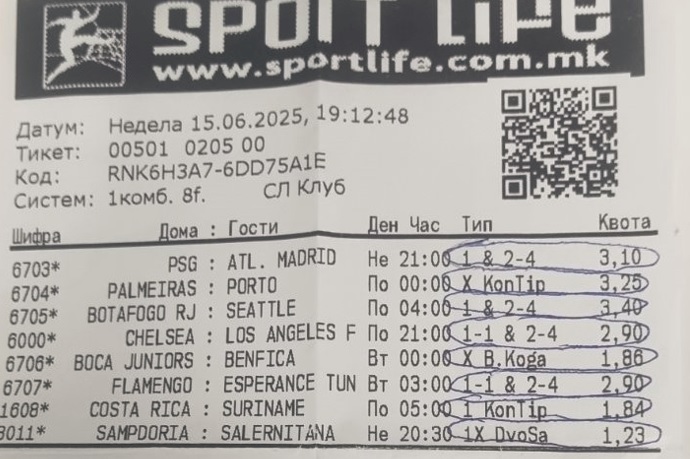 SPORT LIFE
www.sportlife.com.mk
Датум: Недела 15.06.2025, 19:12:48
Тикет: 00501 0205 00
Код: RNK6H3A7-6DD75A1E
Систем: 1комб. 8f. СЛ Клуб
Шифра Дома : Гости Ден Час Тип Квота
6703* PSG : ATL. MADRID Не 21:00 1 & 2-4 3,10
6704* PALMEIRAS : PORTO По 00:00 X KonTip 3,25
6705* BOTAFOGO RJ : SEATTLE По 04:00 1 & 2-4 3,40
6000* CHELSEA : LOS ANGELES F По 21:00 1-1 & 2-4 2,90
6706* BOCA JUNIORS : BENFICA Вт 00:00 X B.Koga 1,86
6707* FLAMENGO : ESPERANCE TUN Вт 03:00 1-1 & 2-4 2,90
1608* COSTA RICA : SURINAME По 05:00 1 KonTip 1,84
8011* SAMPDORIA : SALERNITANA Не 20:30 1X DvoSa 1,23